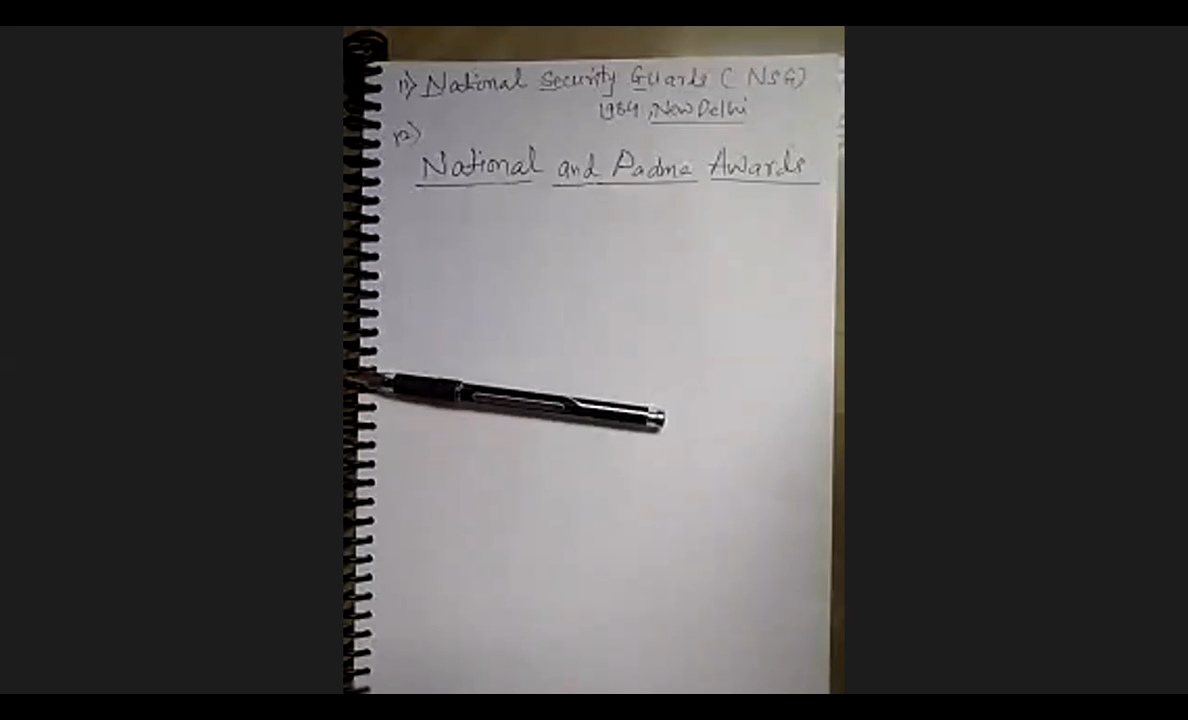 11) National Security Guards (NSG)
1984, New Delhi
12)
National and Padma Awards